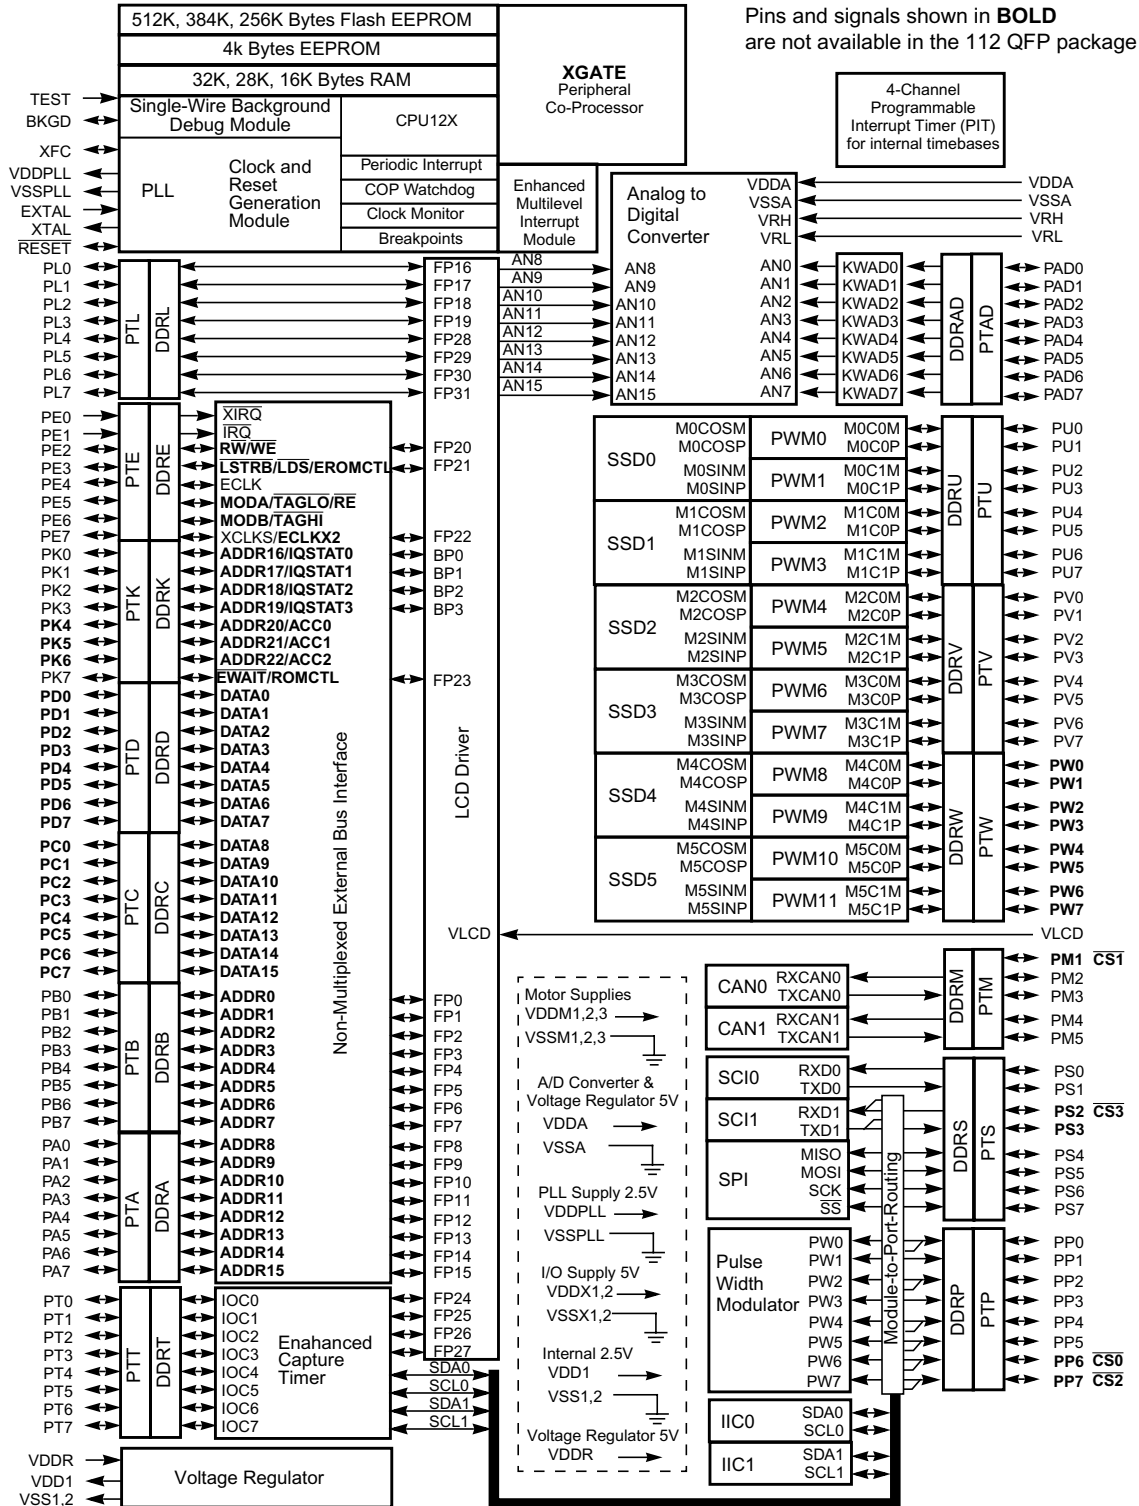 512K, 384K, 256K Bytes Flash EEPROM
4k Bytes EEPROM
32K, 28K, 16K Bytes RAM
Single-Wire Background
Debug Module
CPU12X
PLL
Clock and
Reset
Generation
Module
Periodic Interrupt
COP Watchdog
Clock Monitor
Breakpoints
XGATE
Peripheral
Co-Processor
Enhanced
Multilevel
Interrupt
Module
Pins and signals shown in BOLD
are not available in the 112 QFP package
4-Channel
Programmable
Interrupt Timer (PIT)
for internal timebases
TEST
BKGD
XFC
VDDPLL
VSSPLL
EXTAL
XTAL
RESET
Analog to
Digital
Converter
VDDA
VSSA
VRH
VRL
VDDA
VSSA
VRH
VRL
AN8
AN9
AN10
AN11
AN12
AN13
AN14
AN15
AN8
AN9
AN10
AN11
AN12
AN13
AN14
AN15
AN0
AN1
AN2
AN3
AN4
AN5
AN6
AN7
KWAD0
KWAD1
KWAD2
KWAD3
KWAD4
KWAD5
KWAD6
KWAD7
DDRAD
PTAD
PAD0
PAD1
PAD2
PAD3
PAD4
PAD5
PAD6
PAD7
PL0
PL1
PL2
PL3
PL4
PL5
PL6
PL7
PTL
DDRL
FP16
FP17
FP18
FP19
FP28
FP29
FP30
FP31
PE0
PE1
PE2
PE3
PE4
PE5
PE6
PE7
PTE
DDRE
XIRQ
IRQ
RW/WE
LSTRB/LDS/EROMCTL
ECLK
MODA/TAGLO/RE
MODB/TAGHI
XCLKS/ECLKX2
FP20
FP21
FP22
PK0
PK1
PK2
PK3
PK4
PK5
PK6
PK7
PTK
DDRK
ADDR16/IQSTAT0
ADDR17/IQSTAT1
ADDR18/IQSTAT2
ADDR19/IQSTAT3
ADDR20/ACC0
ADDR21/ACC1
ADDR22/ACC2
EWAIT/ROMCTL
BP0
BP1
BP2
BP3
FP23
PD0
PD1
PD2
PD3
PD4
PD5
PD6
PD7
PTD
DDRD
DATA0
DATA1
DATA2
DATA3
DATA4
DATA5
DATA6
DATA7
PC0
PC1
PC2
PC3
PC4
PC5
PC6
PC7
PTC
DDRC
DATA8
DATA9
DATA10
DATA11
DATA12
DATA13
DATA14
DATA15
Non-Multiplexed External Bus Interface
LCD Driver
VLCD
VLCD
PB0
PB1
PB2
PB3
PB4
PB5
PB6
PB7
PTB
DDRB
ADDR0
ADDR1
ADDR2
ADDR3
ADDR4
ADDR5
ADDR6
ADDR7
FP0
FP1
FP2
FP3
FP4
FP5
FP6
FP7
PA0
PA1
PA2
PA3
PA4
PA5
PA6
PA7
PTA
DDRA
ADDR8
ADDR9
ADDR10
ADDR11
ADDR12
ADDR13
ADDR14
ADDR15
FP8
FP9
FP10
FP11
FP12
FP13
FP14
FP15
PT0
PT1
PT2
PT3
PT4
PT5
PT6
PT7
PTT
DDRT
IOC0
IOC1
IOC2
IOC3
IOC4
IOC5
IOC6
IOC7
Enahanced
Capture
Timer
FP24
FP25
FP26
FP27
SDA0
SCL0
SDA1
SCL1
VDDR
VDD1
VSS1,2
Voltage Regulator
SSD0
M0COSM
M0COSP
M0SINM
M0SINP
PWM0
PWM1
M0C0M
M0C0P
M0C1M
M0C1P
SSD1
M1COSM
M1COSP
M1SINM
M1SINP
PWM2
PWM3
M1C0M
M1C0P
M1C1M
M1C1P
DDRU
PTU
PU0
PU1
PU2
PU3
PU4
PU5
PU6
PU7
SSD2
M2COSM
M2COSP
M2SINM
M2SINP
PWM4
PWM5
M2C0M
M2C0P
M2C1M
M2C1P
SSD3
M3COSM
M3COSP
M3SINM
M3SINP
PWM6
PWM7
M3C0M
M3C0P
M3C1M
M3C1P
DDRV
PTV
PV0
PV1
PV2
PV3
PV4
PV5
PV6
PV7
SSD4
M4COSM
M4COSP
M4SINM
M4SINP
PWM8
PWM9
M4C0M
M4C0P
M4C1M
M4C1P
SSD5
M5COSM
M5COSP
M5SINM
M5SINP
PWM10
PWM11
M5C0M
M5C0P
M5C1M
M5C1P
DDRW
PTW
PW0
PW1
PW2
PW3
PW4
PW5
PW6
PW7
Motor Supplies
VDDM1,2,3
VSSM1,2,3
A/D Converter &
Voltage Regulator 5V
VDDA
VSSA
PLL Supply 2.5V
VDDPLL
VSSPLL
I/O Supply 5V
VDDX1,2
VSSX1,2
Internal 2.5V
VDD1
VSS1,2
Voltage Regulator 5V
VDDR
CAN0
RXCAN0
TXCAN0
CAN1
RXCAN1
TXCAN1
DDRM
PTM
PM1 CS1
PM2
PM3
PM4
PM5
SCI0
RXD0
TXD0
SCI1
RXD1
TXD1
SPI
MISO
MOSI
SCK
SS
DDRS
PTS
PS0
PS1
PS2 CS3
PS3
PS4
PS5
PS6
PS7
Module-to-Port-Routing
Pulse
Width
Modulator
PW0
PW1
PW2
PW3
PW4
PW5
PW6
PW7
DDRP
PTP
PP0
PP1
PP2
PP3
PP4
PP5
PP6 CS0
PP7 CS2
IIC0
SDA0
SCL0
IIC1
SDA1
SCL1